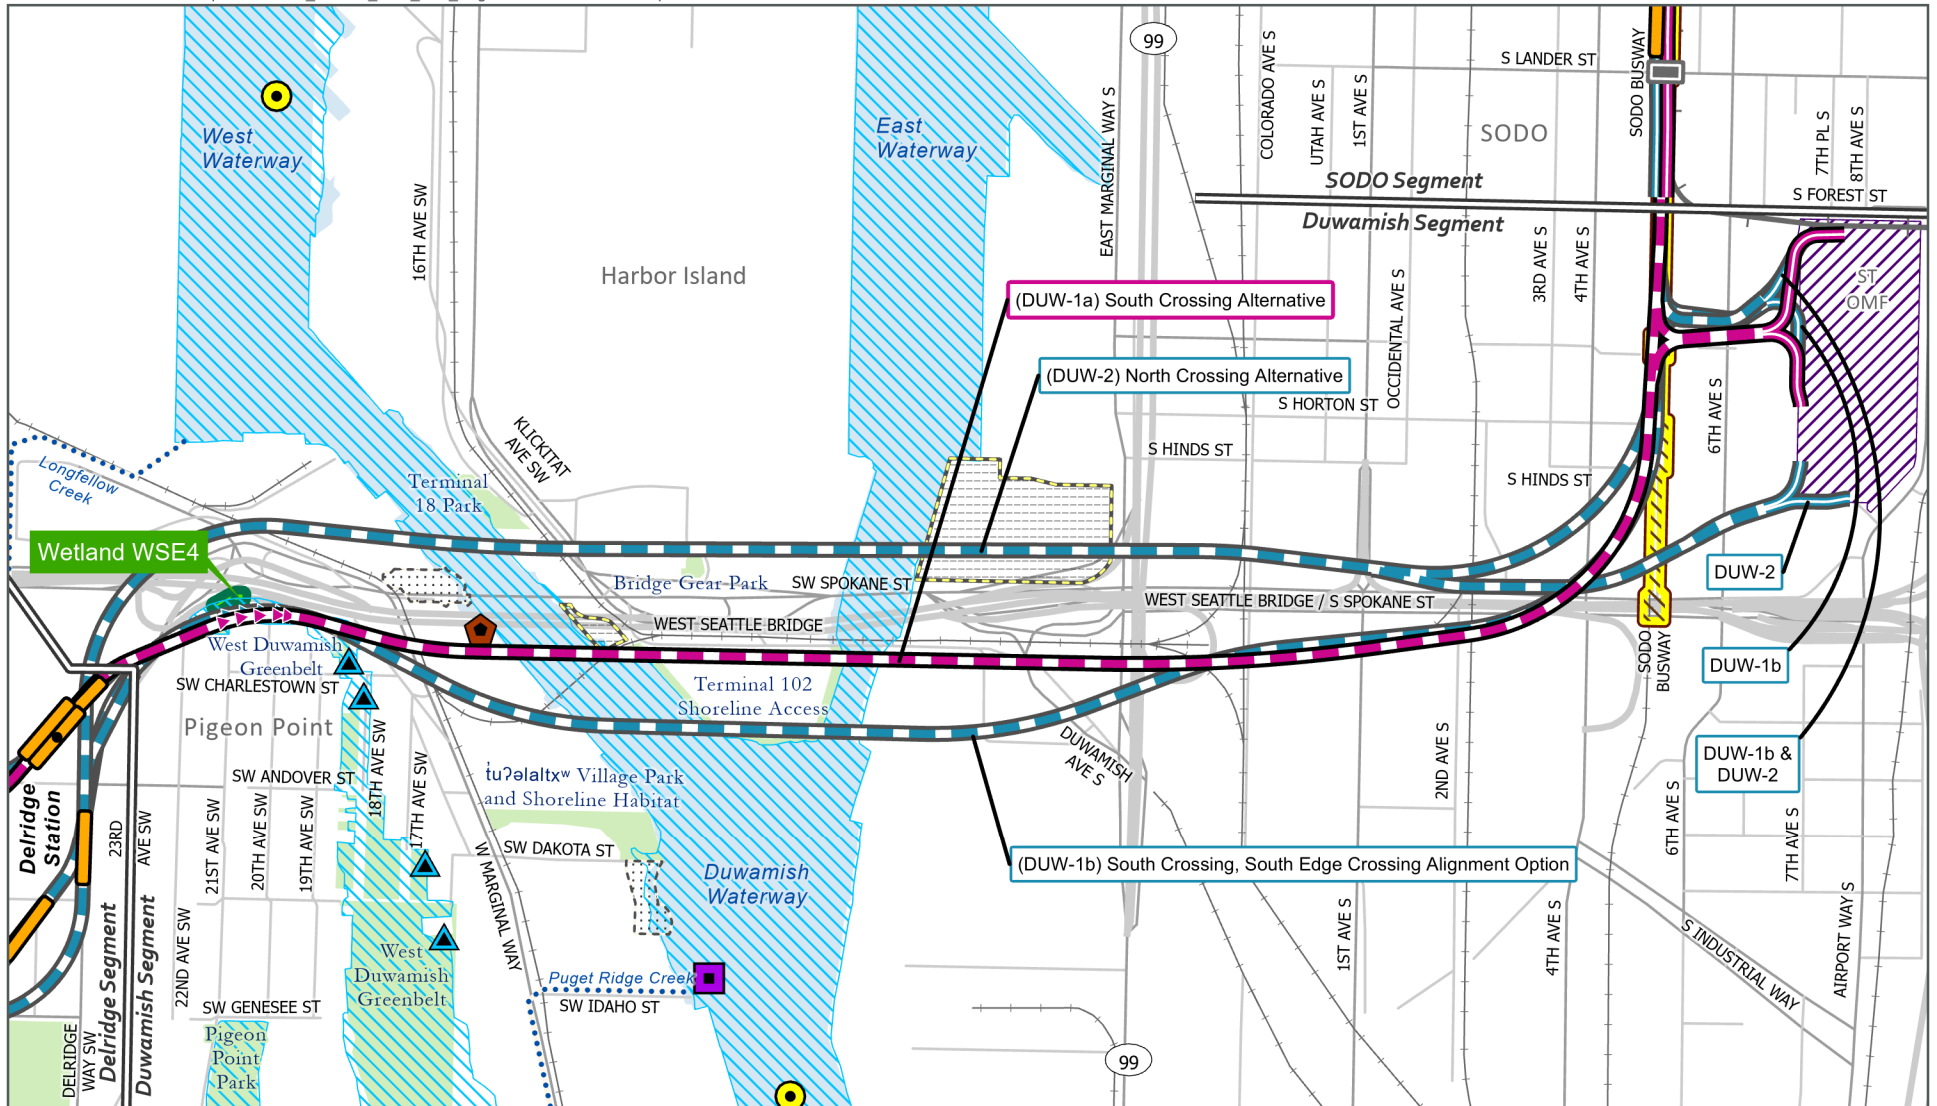 99
S LANDER ST
SODO BUSWAY
COLORADO AVE S
UTAH AVE S
1ST AVE S
SODO
7TH PL S
8TH AVE S
West
Waterway
East
Waterway
EAST MARGINAL WAY S
16TH AVE SW
SODO Segment
Duwamish Segment
S FOREST ST
3RD AVE S
4TH AVE S
Harbor Island
ST
OMF
(DUW-1a) South Crossing Alternative
OCCIDENTAL AVE S
(DUW-2) North Crossing Alternative
S HORTON ST
6TH AVE S
KLICKITAT
AVE SW
S HINDS ST
S HINDS ST
Longfellow
Creek
Terminal
18 Park
Wetland WSE4
Bridge Gear Park
SW SPOKANE ST
WEST SEATTLE BRIDGE / S SPOKANE ST
DUW-2
WEST SEATTLE BRIDGE
West Duwamish
Greenbelt
SODO
BUSWAY
DUW-1b
SW CHARLESTOWN ST
Terminal 102
Shoreline Access
Pigeon Point
DUWAMISH
AVE S
2ND AVE S
DUW-1b &
DUW-2
18TH AVE SW
17TH AVE SW
SW ANDOVER ST
t̓uʔəlaltxʷ Village Park
and Shoreline Habitat
Delridge
Station
23RD
AVE SW
21ST AVE SW
20TH AVE SW
19TH AVE SW
6TH AVE S
7TH AVE S
SW DAKOTA ST
W MARGINAL WAY
(DUW-1b) South Crossing, South Edge Crossing Alignment Option
Duwamish
Waterway
22ND AVE SW
Delridge Segment
Duwamish Segment
West
Duwamish
Greenbelt
1ST AVE S
4TH AVE S
S INDUSTRIAL WAY
AIRPORT WAY S
Puget Ridge Creek
SW IDAHO ST
SW GENESEE ST
Pigeon
Point
Park
DELRIDGE
WAY SW
99